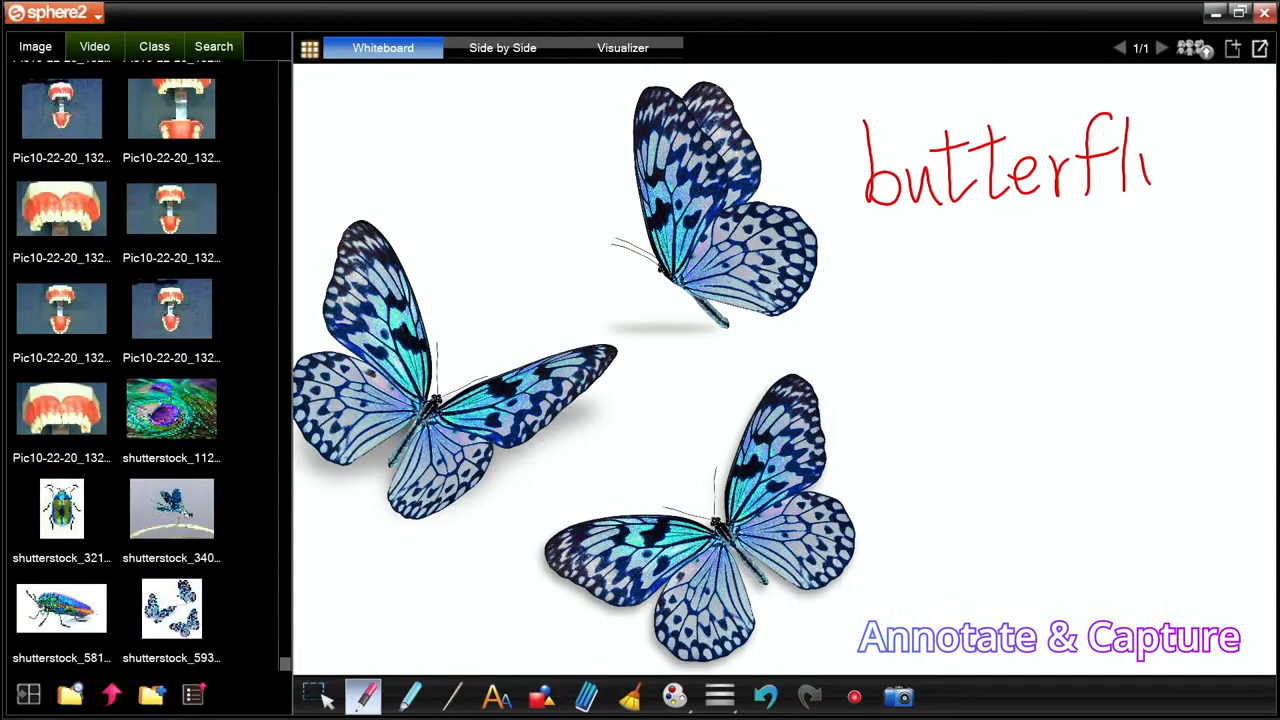 sphere2
Image Video Class Search
Whiteboard Side by Side Visualizer 1/1
Pic10-22-20_132... Pic10-22-20_132...
Pic10-22-20_132... Pic10-22-20_132...
Pic10-22-20_132... Pic10-22-20_132...
Pic10-22-20_132... shutterstock_112...
shutterstock_321... shutterstock_340...
shutterstock_581... shutterstock_593...
butterfli
Annotate & Capture